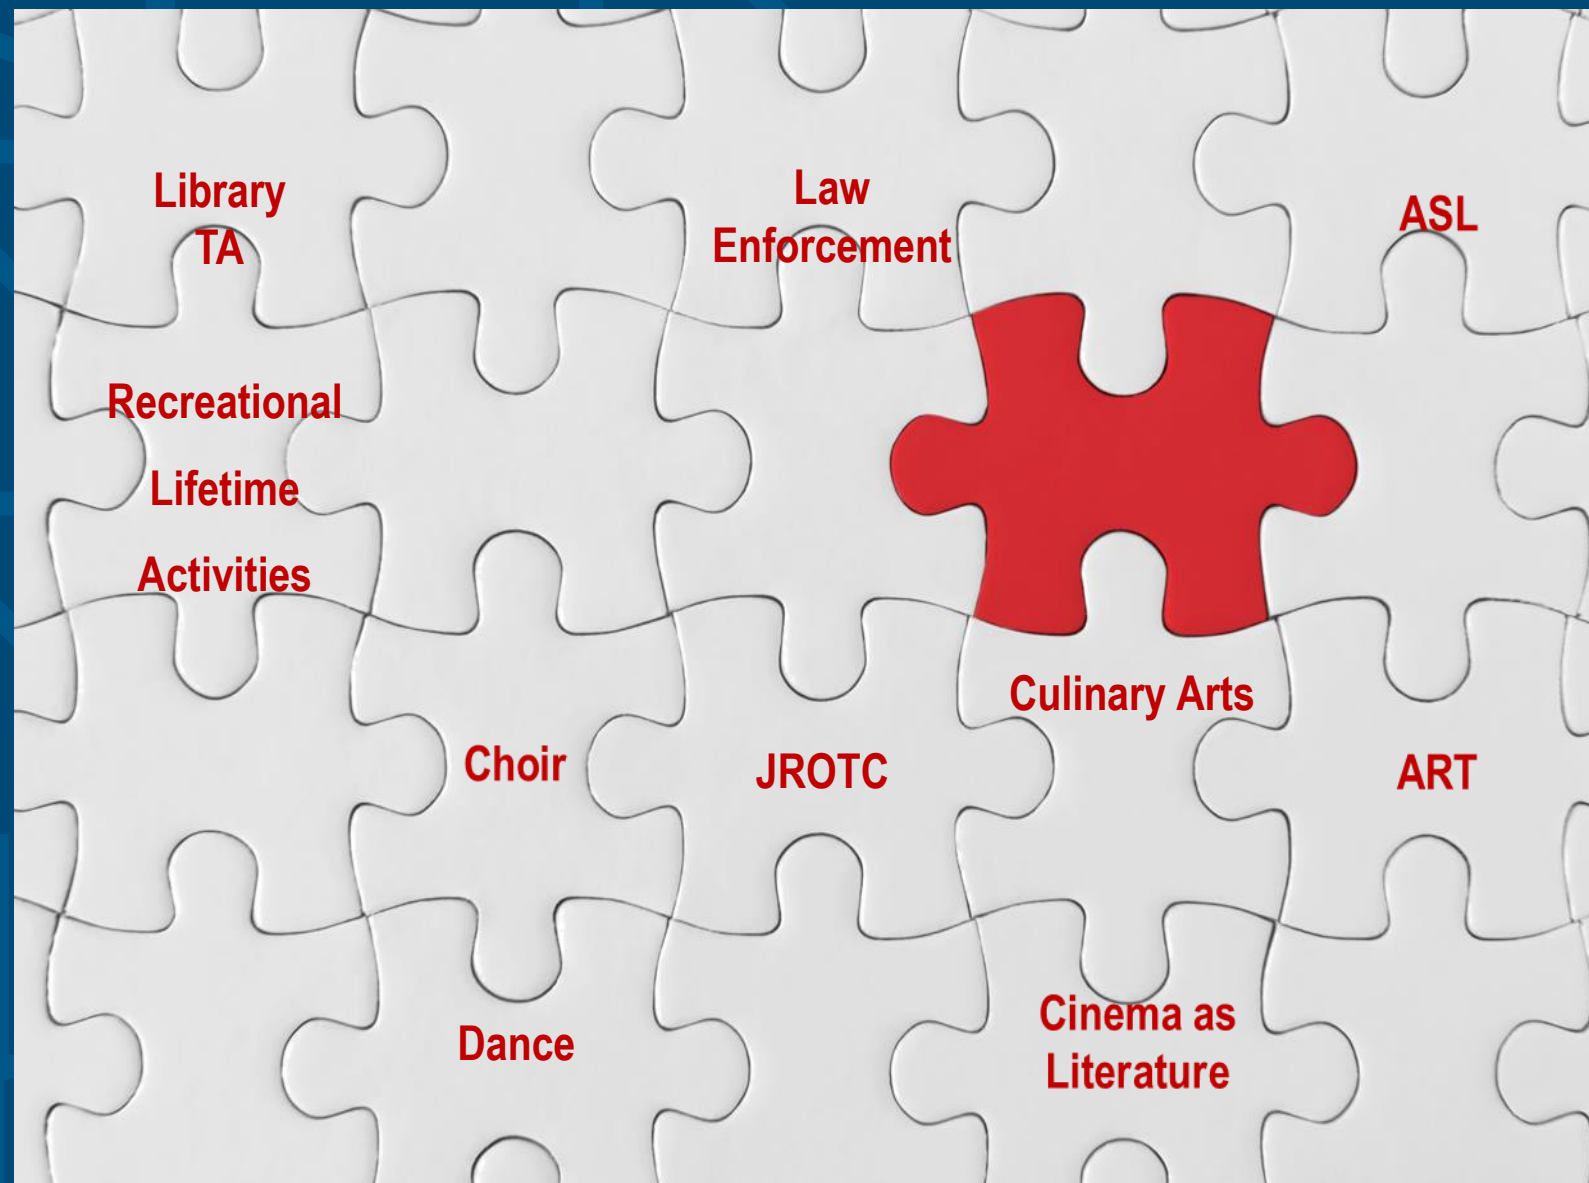 Library
TA
Law
Enforcement
ASL
Recreational
Lifetime
Activities
Culinary Arts
Choir
JROTC
ART
Dance
Cinema as
Literature